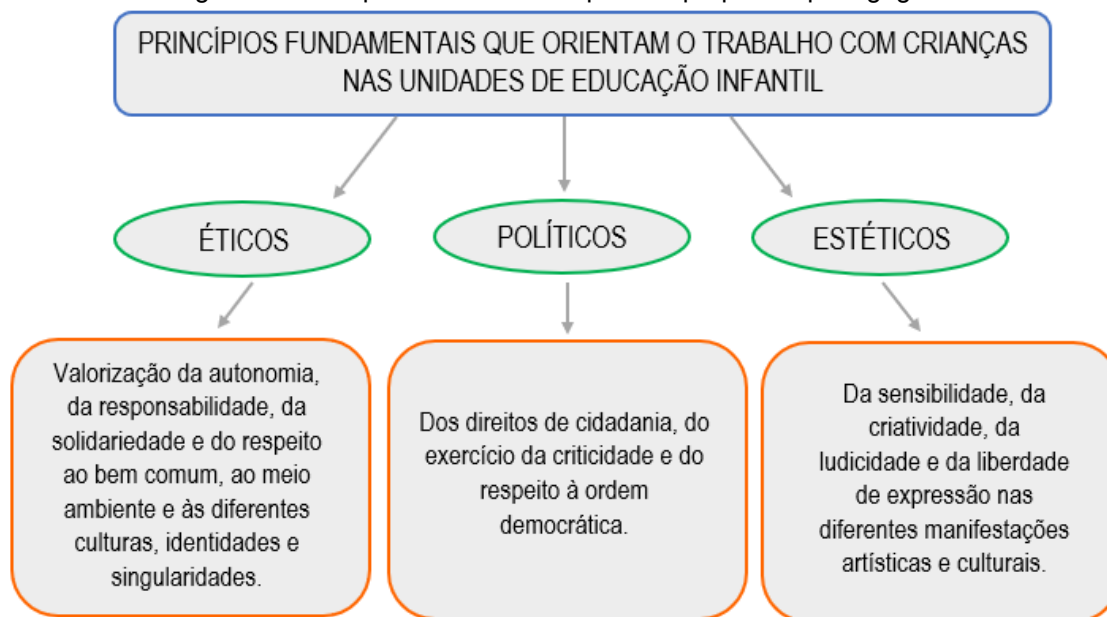 PRINCÍPIOS FUNDAMENTAIS QUE ORIENTAM O TRABALHO COM CRIANÇAS
NAS UNIDADES DE EDUCAÇÃO INFANTIL
ÉTICOS
POLÍTICOS
ESTÉTICOS
Valorização da autonomia,
da responsabilidade, da
solidariedade e do respeito
ao bem comum, ao meio
ambiente e às diferentes
culturas, identidades e
singularidades.
Dos direitos de cidadania, do
exercício da criticidade e do
respeito à ordem
democrática.
Da sensibilidade, da
criatividade, da
ludicidade e da liberdade
de expressão nas
diferentes manifestações
artísticas e culturais.